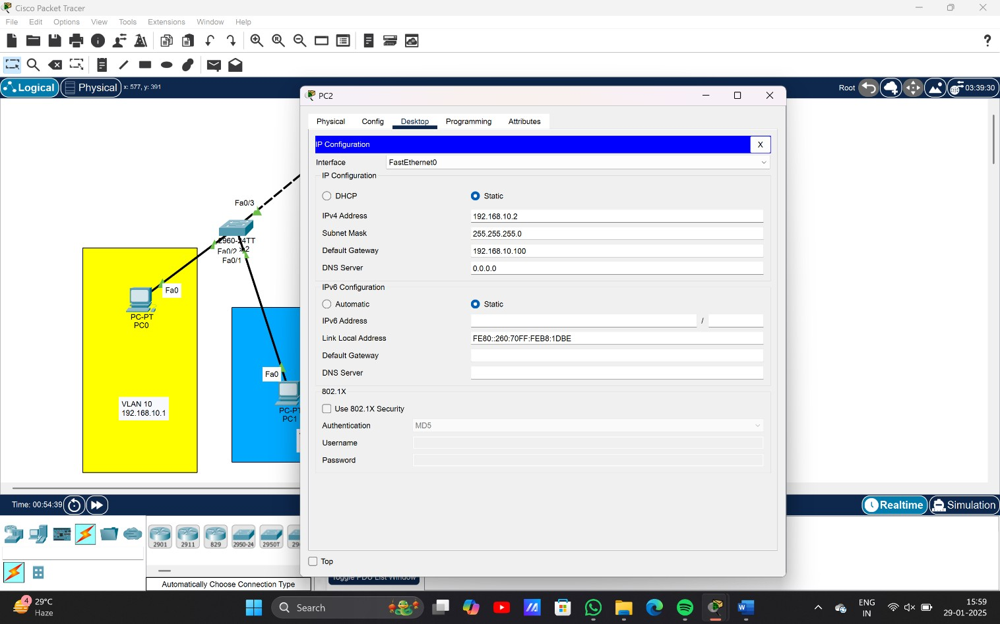 Cisco Packet Tracer
File Edit Options View Tools Extensions Window Help
Logical Physical x: 577, y: 391
Root 03:39:30
PC2
Physical Config Desktop Programming Attributes
IP Configuration X
Interface FastEthernet0
IP Configuration
DHCP Static
IPv4 Address 192.168.10.2
Subnet Mask 255.255.255.0
Default Gateway 192.168.10.100
DNS Server 0.0.0.0
IPv6 Configuration
Automatic Static
IPv6 Address /
Link Local Address FE80::260:70FF:FEB8:1DBE
Default Gateway
DNS Server
802.1X
Use 802.1X Security
Authentication MD5
Username
Password
Top
Fa0/3
2960-24TT
Fa0/2
Fa0/1
Fa0
PC-PT
PC0
VLAN 10
192.168.10.1
Fa0
PC-PT
PC1
Time: 00:54:39
Realtime Simulation
2901 2911 829 2950-24 2950T
Automatically Choose Connection Type
Toggle PDU List Window
4
29°C
Haze
Search
ENG
IN
15:59
29-01-2025